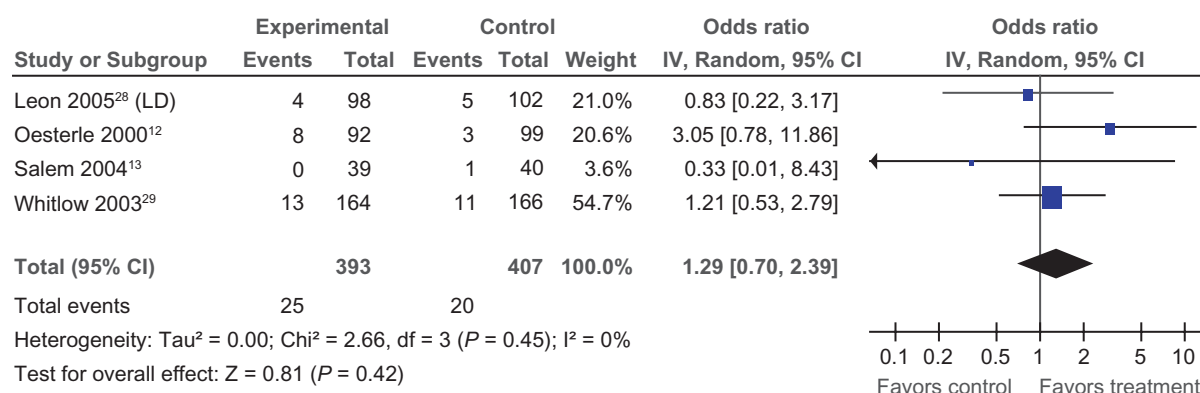 Experimental Control Odds ratio Odds ratio
Study or Subgroup Events Total Events Total Weight IV, Random, 95% CI IV, Random, 95% CI
Leon 2005²⁸ (LD) 4 98 5 102 21.0% 0.83 [0.22, 3.17]
Oesterle 2000¹² 8 92 3 99 20.6% 3.05 [0.78, 11.86]
Salem 2004¹³ 0 39 1 40 3.6% 0.33 [0.01, 8.43]
Whitlow 2003²⁹ 13 164 11 166 54.7% 1.21 [0.53, 2.79]
Total (95% CI) 393 407 100.0% 1.29 [0.70, 2.39]
Total events 25 20
Heterogeneity: Tau² = 0.00; Chi² = 2.66, df = 3 (P = 0.45); I² = 0%
Test for overall effect: Z = 0.81 (P = 0.42)
0.1 0.2 0.5 1 2 5 10
Favors control Favors treatment